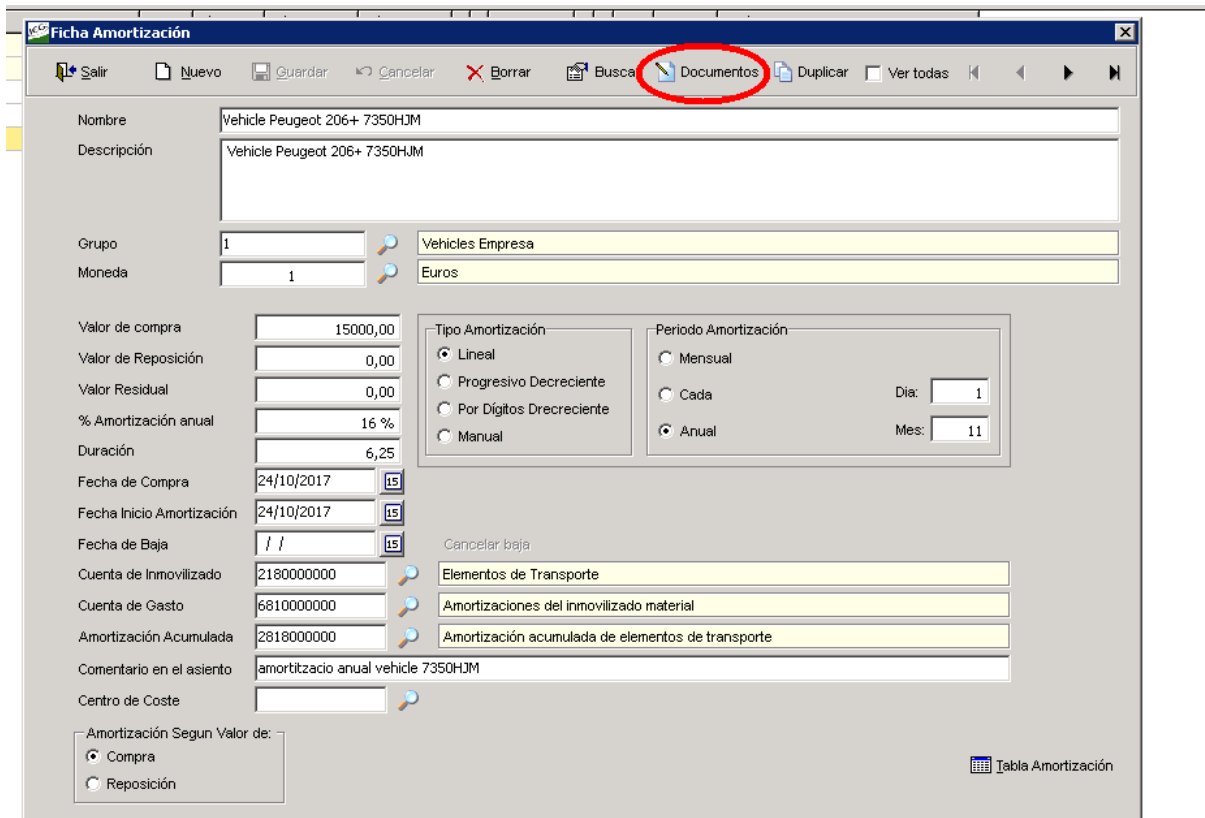 ICG Ficha Amortización
Salir Nuevo Guardar Cancelar Borrar Busca Documentos Duplicar Ver todas
Nombre Vehicle Peugeot 206+ 7350HJM
Descripción Vehicle Peugeot 206+ 7350HJM
Grupo 1 Vehicles Empresa
Moneda 1 Euros
Valor de compra 15000,00 Tipo Amortización Periodo Amortización
Valor de Reposición 0,00 Lineal Mensual
Valor Residual 0,00 Progresivo Decreciente Cada Dia: 1
% Amortización anual 16 % Por Dígitos Drecreciente
Duración 6,25 Manual Anual Mes: 11
Fecha de Compra 24/10/2017 15
Fecha Inicio Amortización 24/10/2017 15
Fecha de Baja / / 15 Cancelar baja
Cuenta de Inmovilizado 2180000000 Elementos de Transporte
Cuenta de Gasto 6810000000 Amortizaciones del inmovilizado material
Amortización Acumulada 2818000000 Amortización acumulada de elementos de transporte
Comentario en el asiento amortitzacio anual vehicle 7350HJM
Centro de Coste
Amortización Segun Valor de:
Compra
Reposición Tabla Amortización